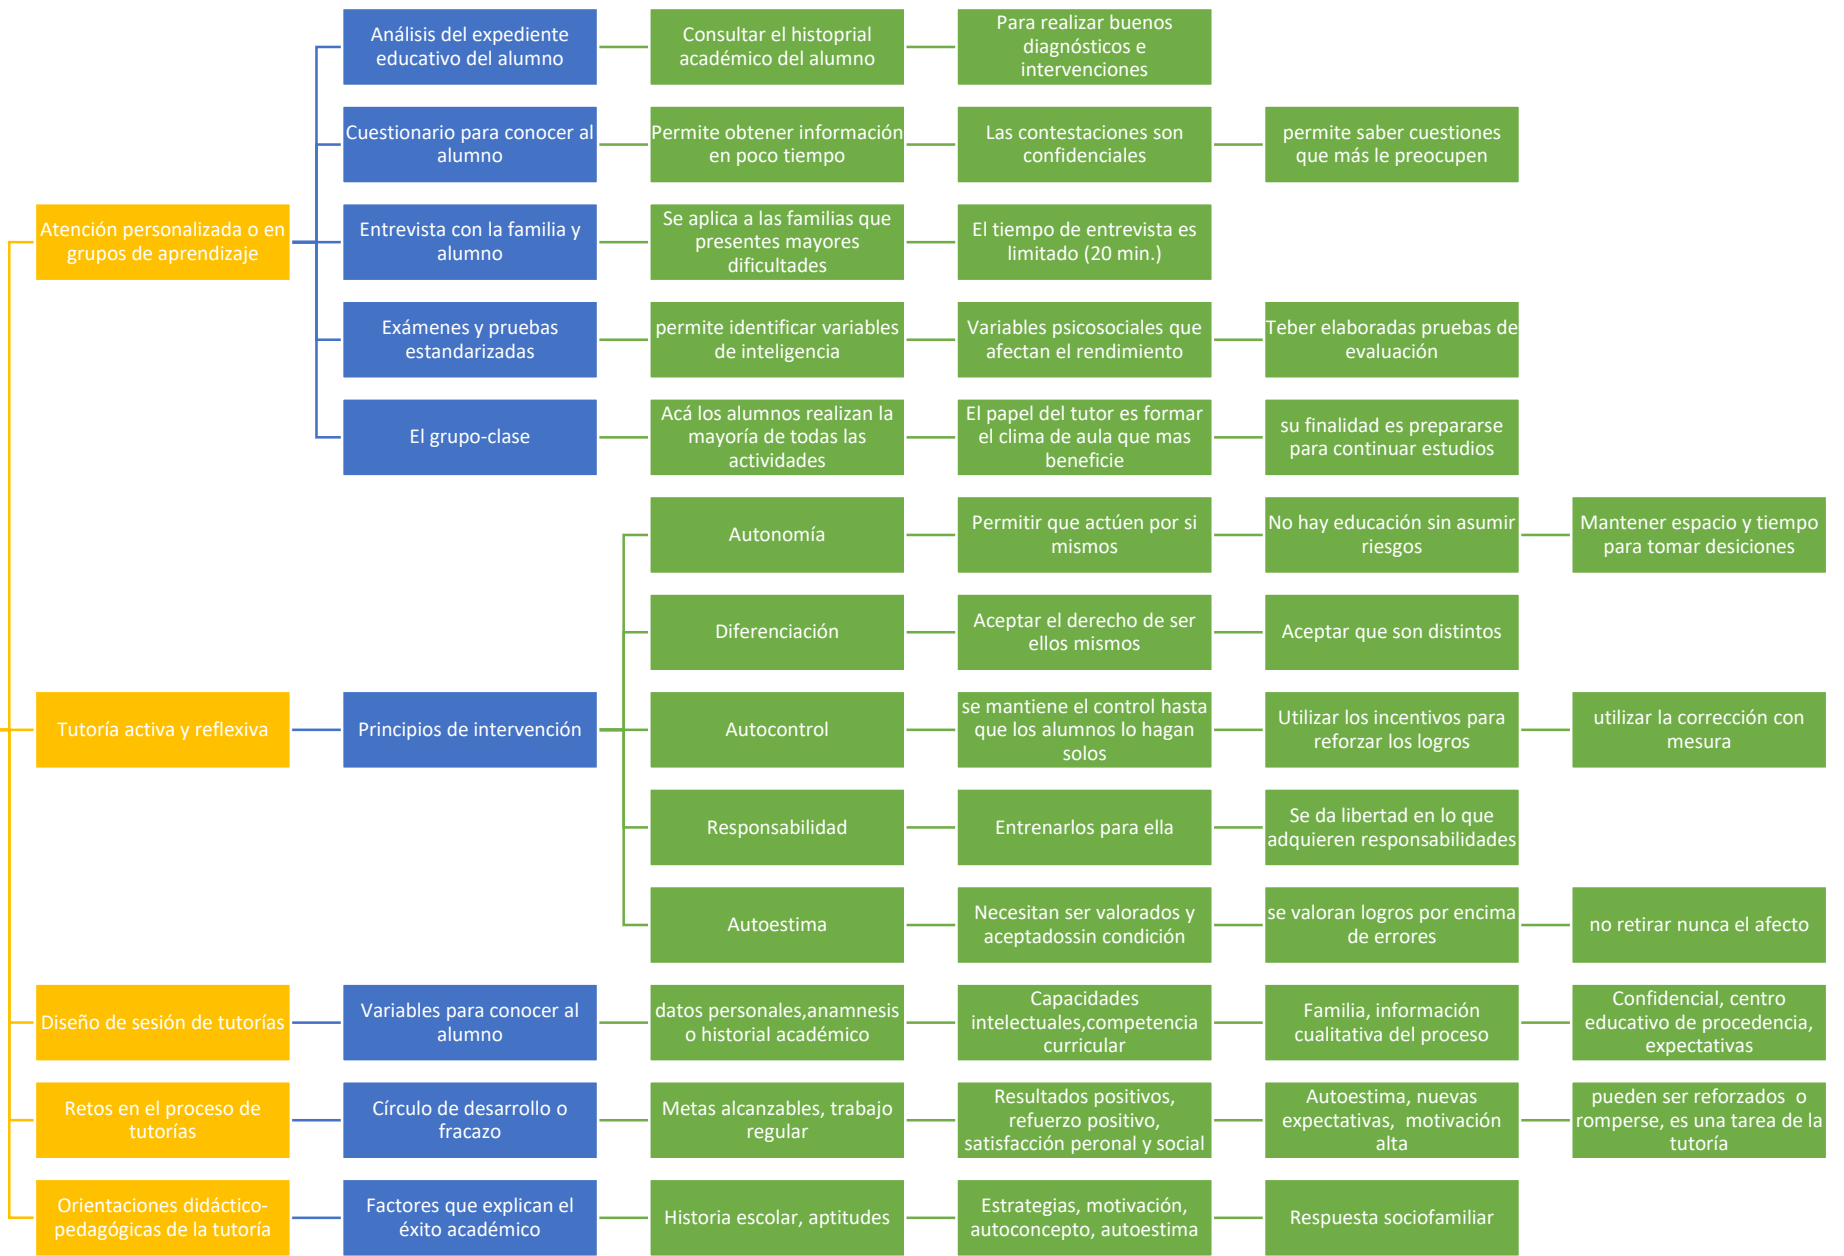 Análisis del expediente
educativo del alumno
Consultar el histoprial
académico del alumno
Para realizar buenos
diagnósticos e
intervenciones
Cuestionario para conocer al
alumno
Permite obtener información
en poco tiempo
Las contestaciones son
confidenciales
permite saber cuestiones
que más le preocupen
Atención personalizada o en
grupos de aprendizaje
Entrevista con la familia y
alumno
Se aplica a las familias que
presentes mayores
dificultades
El tiempo de entrevista es
limitado (20 min.)
Exámenes y pruebas
estandarizadas
permite identificar variables
de inteligencia
Variables psicosociales que
afectan el rendimiento
Teber elaboradas pruebas de
evaluación
El grupo-clase
Acá los alumnos realizan la
mayoría de todas las
actividades
El papel del tutor es formar
el clima de aula que mas
beneficie
su finalidad es prepararse
para continuar estudios
Autonomía
Permitir que actúen por si
mismos
No hay educación sin asumir
riesgos
Mantener espacio y tiempo
para tomar desiciones
Diferenciación
Aceptar el derecho de ser
ellos mismos
Aceptar que son distintos
Tutoría activa y reflexiva
Principios de intervención
Autocontrol
se mantiene el control hasta
que los alumnos lo hagan
solos
Utilizar los incentivos para
reforzar los logros
utilizar la corrección con
mesura
Responsabilidad
Entrenarlos para ella
Se da libertad en lo que
adquieren responsabilidades
Autoestima
Necesitan ser valorados y
aceptadossin condición
se valoran logros por encima
de errores
no retirar nunca el afecto
Diseño de sesión de tutorías
Variables para conocer al
alumno
datos personales,anamnesis
o historial académico
Capacidades
intelectuales,competencia
curricular
Familia, información
cualitativa del proceso
Confidencial, centro
educativo de procedencia,
expectativas
Retos en el proceso de
tutorías
Círculo de desarrollo o
fracazo
Metas alcanzables, trabajo
regular
Resultados positivos,
refuerzo positivo,
satisfacción peronal y social
Autoestima, nuevas
expectativas,  motivación
alta
pueden ser reforzados  o
romperse, es una tarea de la
tutoría
Orientaciones didáctico-
pedagógicas de la tutoría
Factores que explican el
éxito académico
Historia escolar, aptitudes
Estrategias, motivación,
autoconcepto, autoestima
Respuesta sociofamiliar